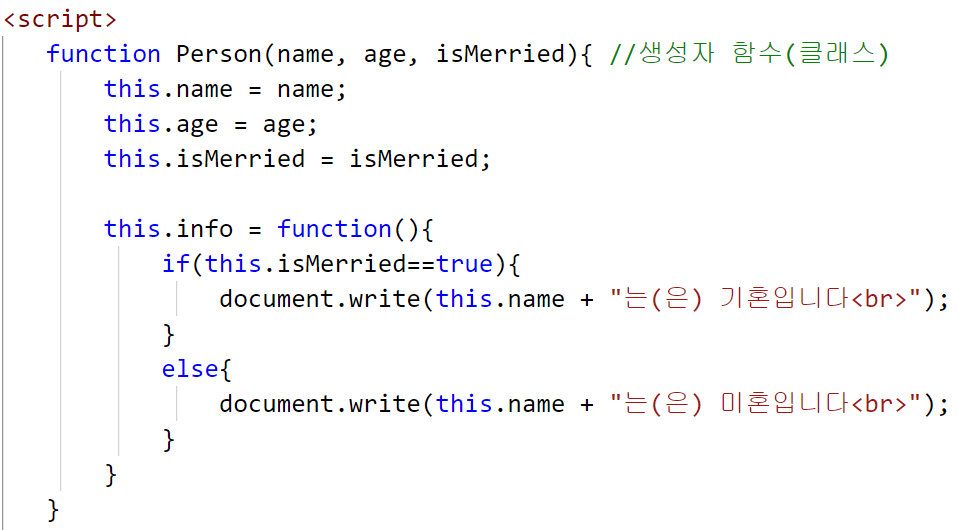 <script>
function Person(name, age, isMerried){ //생성자 함수(클래스)
this.name = name;
this.age = age;
this.isMerried = isMerried;
this.info = function(){
if(this.isMerried==true){
document.write(this.name + "는(은) 기혼입니다<br>");
}
else{
document.write(this.name + "는(은) 미혼입니다<br>");
}
}
}